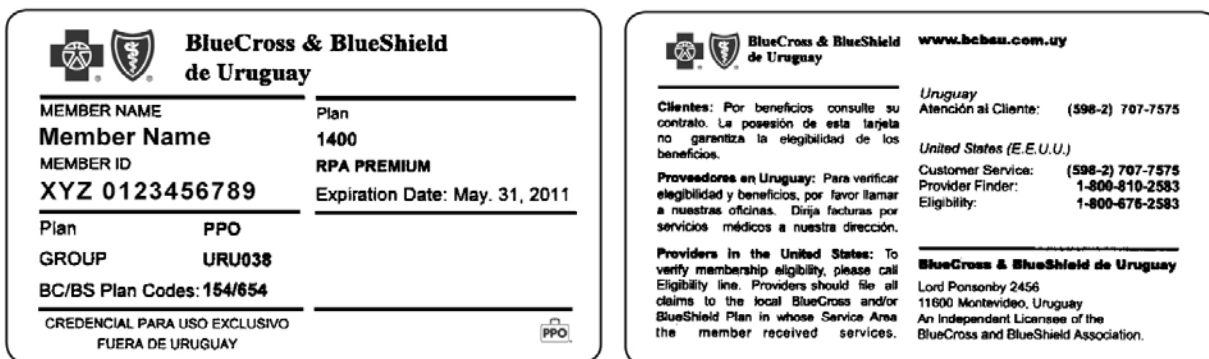 BlueCross & BlueShield
de Uruguay
MEMBER NAME
Member Name
MEMBER ID
XYZ 0123456789
Plan
1400
RPA PREMIUM
Expiration Date: May. 31, 2011
Plan PPO
GROUP URU038
BC/BS Plan Codes: 154/654
CREDENCIAL PARA USO EXCLUSIVO
FUERA DE URUGUAY
PPO
BlueCross & BlueShield
de Uruguay
Clientes: Por beneficios consulte su
contrato. La posesión de esta tarjeta
no garantiza la elegibilidad de los
beneficios.
Proveedores en Uruguay: Para verificar
elegibilidad y beneficios, por favor llamar
a nuestras oficinas. Dirija facturas por
servicios médicos a nuestra dirección.
Providers in the United States: To
verify membership eligibility, please call
Eligibility line. Providers should file all
claims to the local BlueCross and/or
BlueShield Plan in whose Service Area
the member received services.
www.bcbsu.com.uy
Uruguay
Atención al Cliente: (598-2) 707-7575
United States (E.E.U.U.)
Customer Service: (598-2) 707-7575
Provider Finder: 1-800-810-2583
Eligibility: 1-800-676-2583
BlueCross & BlueShield de Uruguay
Lord Ponsonby 2456
11600 Montevideo, Uruguay
An Independent Licensee of the
BlueCross and BlueShield Association.